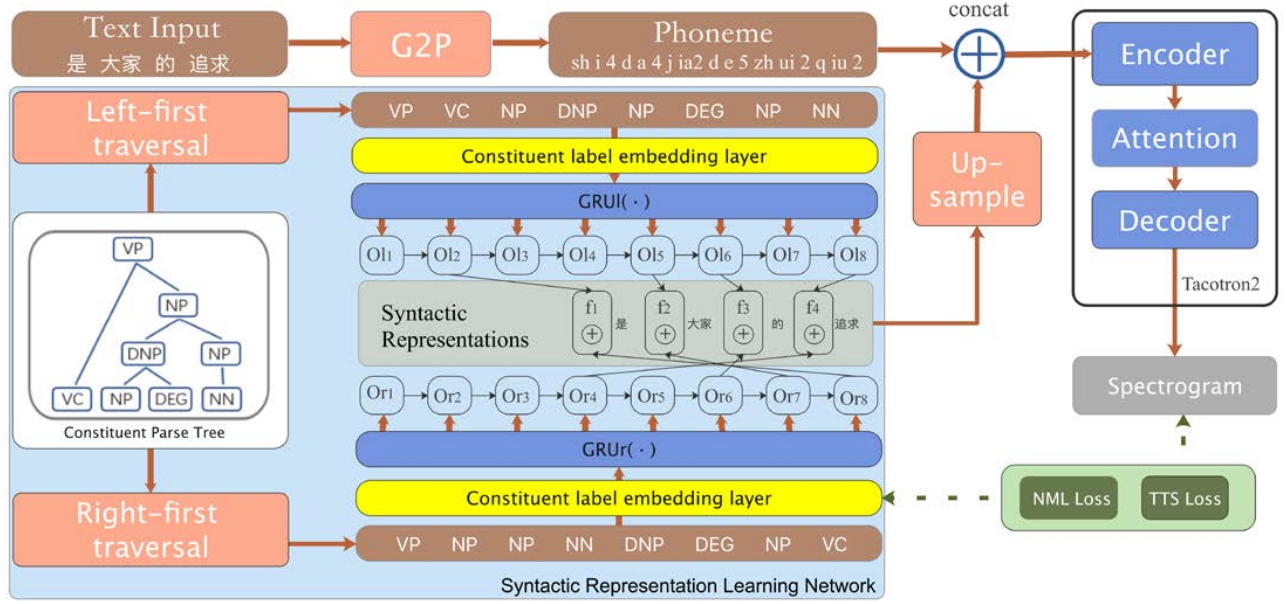 Text Input
是 大家 的 追求
G2P
Phoneme
sh i 4 d a 4 j ia2 d e 5 zh ui 2 q iu 2
concat
Encoder
Attention
Decoder
Tacotron2
Left-first
traversal
VP VC NP DNP NP DEG NP NN
Constituent label embedding layer
GRUl( · )
Ol1 Ol2 Ol3 Ol4 Ol5 Ol6 Ol7 Ol8
Up-
sample
VP
NP
DNP NP
VC NP DEG NN
Constituent Parse Tree
Syntactic
Representations
f1 是 f2 大家 f3 的 f4 追求
Or1 Or2 Or3 Or4 Or5 Or6 Or7 Or8
GRUr( · )
Constituent label embedding layer
Right-first
traversal
VP NP NP NN DNP DEG NP VC
Syntactic Representation Learning Network
Spectrogram
NML Loss TTS Loss